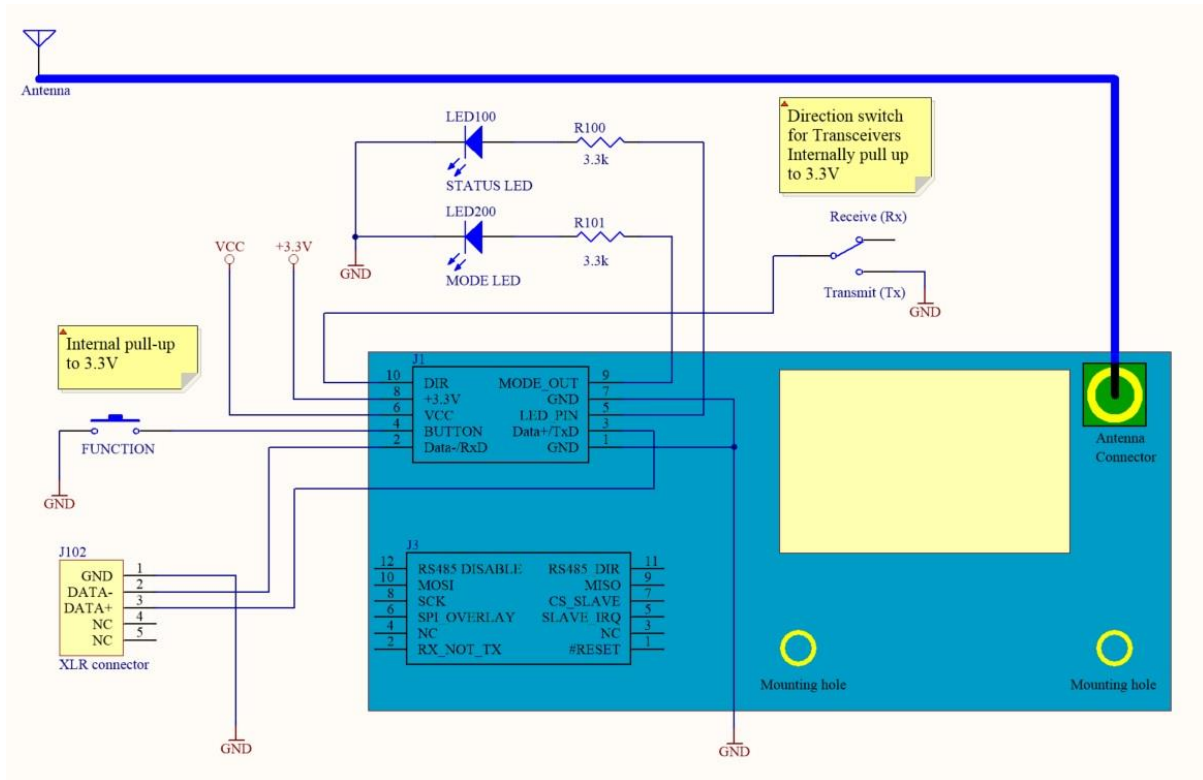 Antenna
Direction switch
for Transceivers
Internally pull up
to 3.3V
LED100
R100
3.3k
STATUS LED
LED200
R101
3.3k
MODE LED
GND
VCC
+3.3V
Receive (Rx)
Transmit (Tx)
GND
Internal pull-up
to 3.3V
FUNCTION
GND
J1
10 DIR MODE_OUT 9
8 +3.3V GND 7
6 VCC LED_PIN 5
4 BUTTON Data+/TxD 3
2 Data-/RxD GND 1
Antenna
Connector
J102
GND 1
DATA- 2
DATA+ 3
NC 4
NC 5
XLR connector
J3
12 RS485 DISABLE RS485_DIR 11
10 MOSI MISO 9
8 SCK CS_SLAVE 7
6 SPI_OVERLAY SLAVE_IRQ 5
4 NC NC 3
2 RX_NOT_TX #RESET 1
Mounting hole
Mounting hole
GND
GND